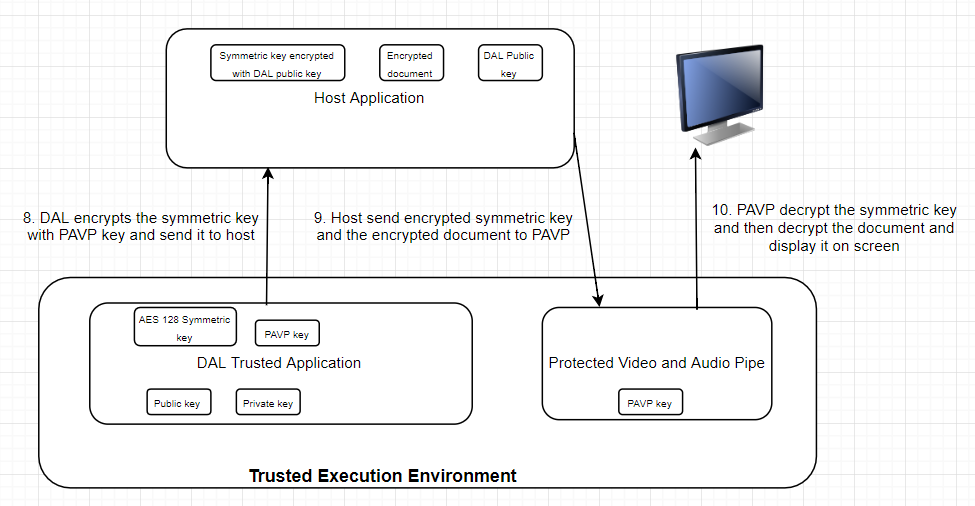 Symmetric key encrypted
with DAL public key
Encrypted
document
DAL Public
key
Host Application
8. DAL encrypts the symmetric key
with PAVP key and send it to host
9. Host send encrypted symmetric key
and the encrypted document to PAVP
10. PAVP decrypt the symmetric key
and then decrypt the document and
display it on screen
AES 128 Symmetric
key
PAVP key
DAL Trusted Application
Public key
Private key
Protected Video and Audio Pipe
PAVP key
Trusted Execution Environment